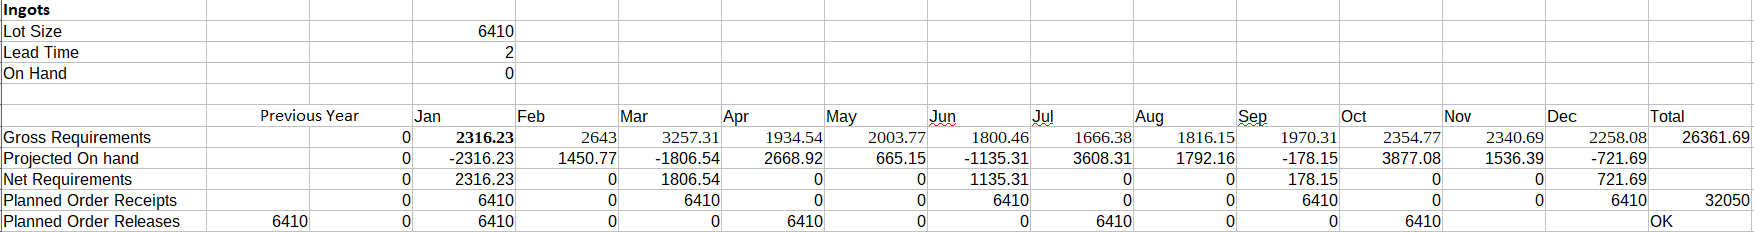 Ingots
Lot Size 6410
Lead Time 2
On Hand 0
Previous Year Jan Feb Mar Apr May Jun Jul Aug Sep Oct Nov Dec Total
Gross Requirements 0 2316.23 2643 3257.31 1934.54 2003.77 1800.46 1666.38 1816.15 1970.31 2354.77 2340.69 2258.08 26361.69
Projected On hand 0 -2316.23 1450.77 -1806.54 2668.92 665.15 -1135.31 3608.31 1792.16 -178.15 3877.08 1536.39 -721.69
Net Requirements 0 2316.23 0 1806.54 0 0 1135.31 0 0 178.15 0 0 721.69
Planned Order Receipts 0 6410 0 6410 0 0 6410 0 0 6410 0 0 6410 32050
Planned Order Releases 6410 0 6410 0 0 6410 0 0 6410 0 0 6410 OK